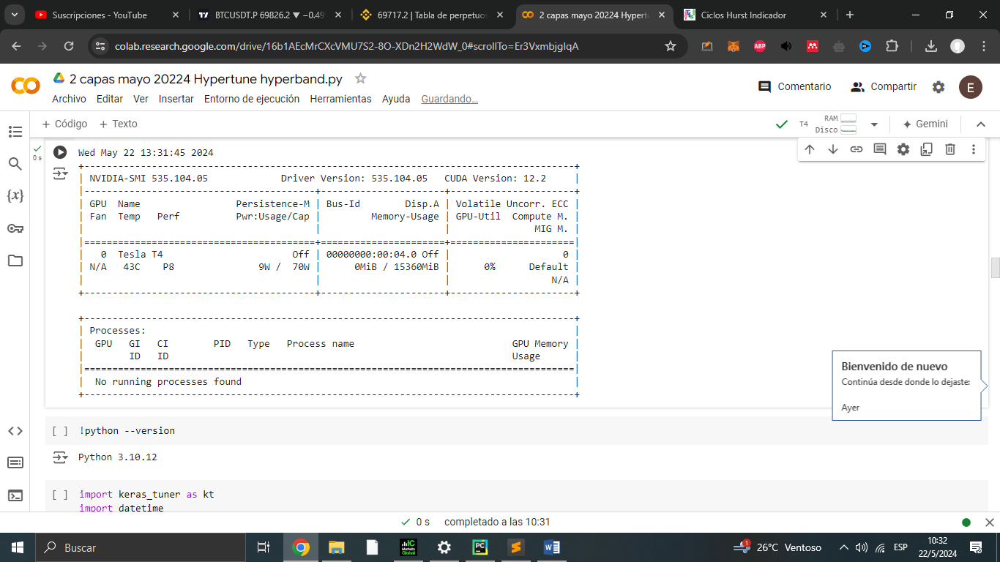 Suscripciones - YouTube
BTCUSDT.P 69826.2 ▼ −0.49
69717.2 | Tabla de perpetuos
2 capas mayo 20224 Hypertu
Ciclos Hurst Indicador
colab.research.google.com/drive/16b1AEcMrCXcVMU7S2-8O-XDn2H2WdW_0#scrollTo=Er3VxmbjgIqA
ABP
2 capas mayo 20224 Hypertune hyperband.py
Archivo Editar Ver Insertar Entorno de ejecución Herramientas Ayuda Guardando...
Comentario Compartir E
+ Código + Texto
T4 RAM Disco Gemini
0 s
Wed May 22 13:31:45 2024
+---------------------------------------------------------------------------------------+
| NVIDIA-SMI 535.104.05 Driver Version: 535.104.05 CUDA Version: 12.2 |
|-----------------------------------------+----------------------+----------------------+
| GPU Name Persistence-M | Bus-Id Disp.A | Volatile Uncorr. ECC |
| Fan Temp Perf Pwr:Usage/Cap | Memory-Usage | GPU-Util Compute M. |
| | | MIG M. |
|=========================================+======================+======================|
| 0 Tesla T4 Off | 00000000:00:04.0 Off | 0 |
| N/A 43C P8 9W / 70W | 0MiB / 15360MiB | 0% Default |
| | | N/A |
+-----------------------------------------+----------------------+----------------------+
+---------------------------------------------------------------------------------------+
| Processes: |
| GPU GI CI PID Type Process name GPU Memory |
| ID ID Usage |
|=======================================================================================|
| No running processes found |
+---------------------------------------------------------------------------------------+
Bienvenido de nuevo
Continúa desde donde lo dejaste:
Ayer
[ ] !python --version
Python 3.10.12
[ ] import keras_tuner as kt
import datetime
0 s completado a las 10:31
Buscar
IC Markets Global
PC
W
1
26°C Ventoso
ESP
10:32
22/5/2024